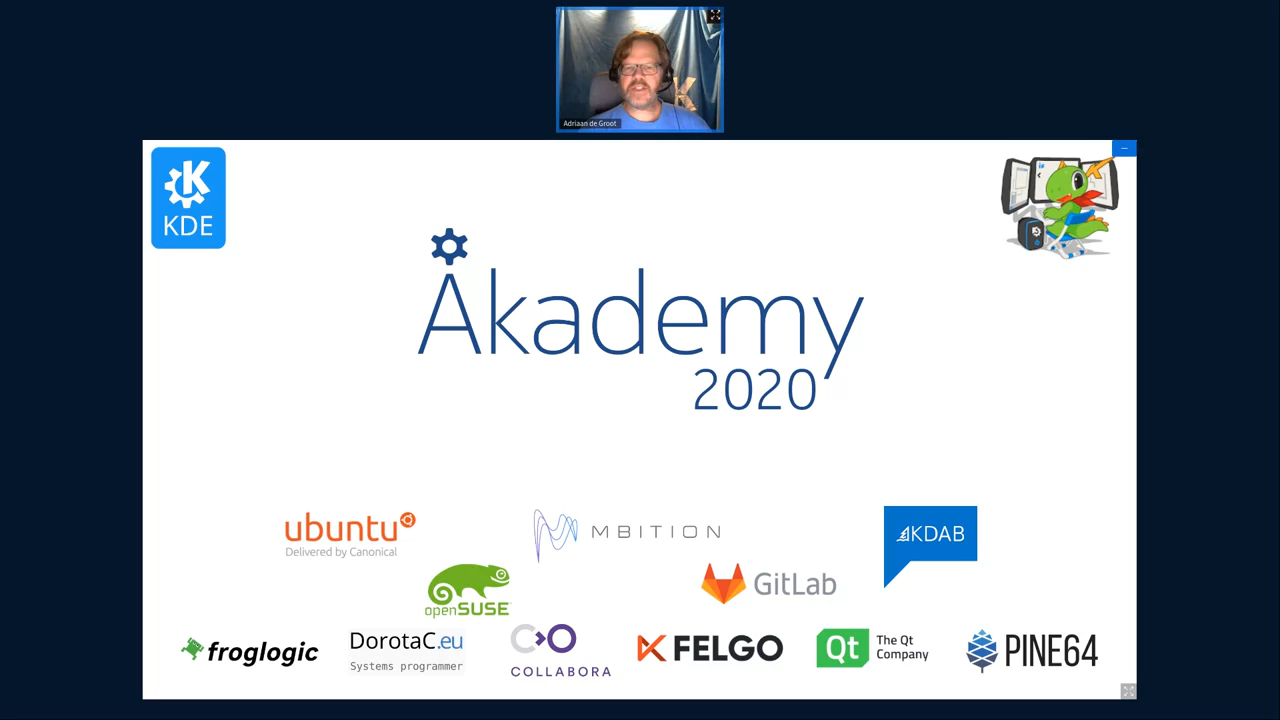 Adriaan de Groot
KDE
Akademy
2020
ubuntu
Delivered by Canonical
MBITION
KDAB
openSUSE
GitLab
froglogic
DorotaC.eu
Systems programmer
COLLABORA
FELGO
Qt
The Qt
Company
PINE64